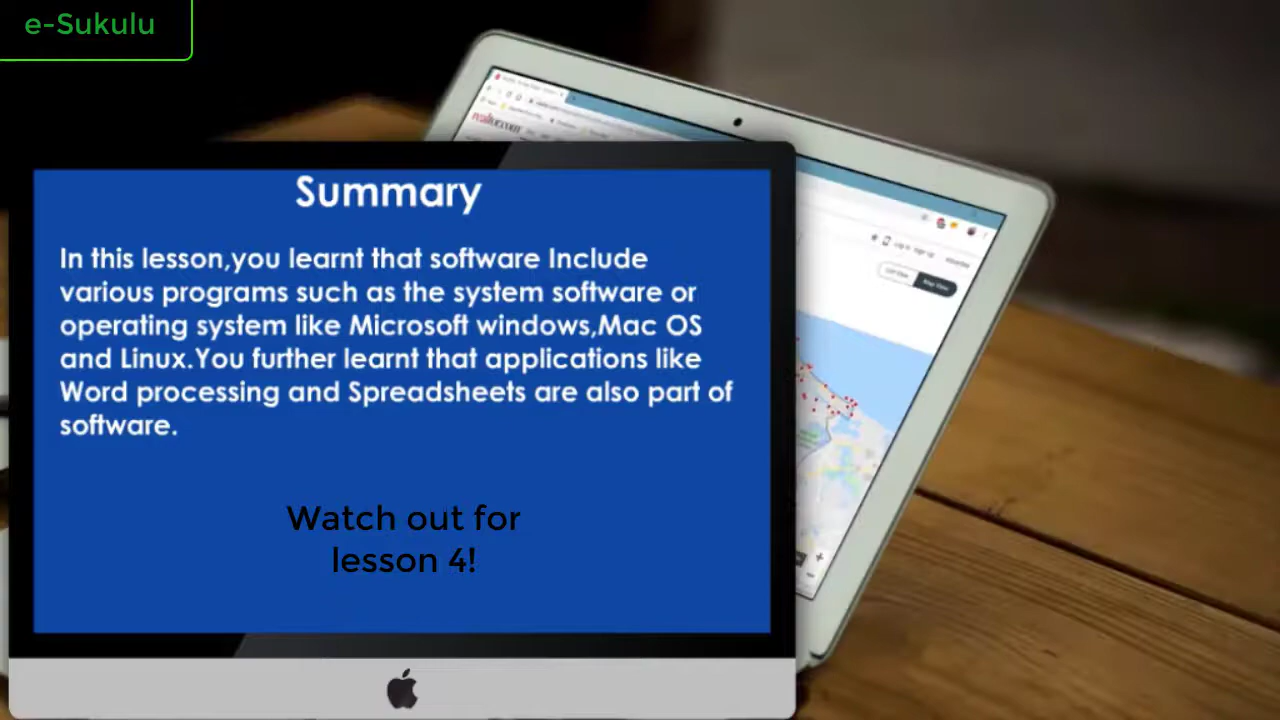 e-Sukulu
Summary
In this lesson,you learnt that software Include
various programs such as the system software or
operating system like Microsoft windows,Mac OS
and Linux.You further learnt that applications like
Word processing and Spreadsheets are also part of
software.
Watch out for
lesson 4!